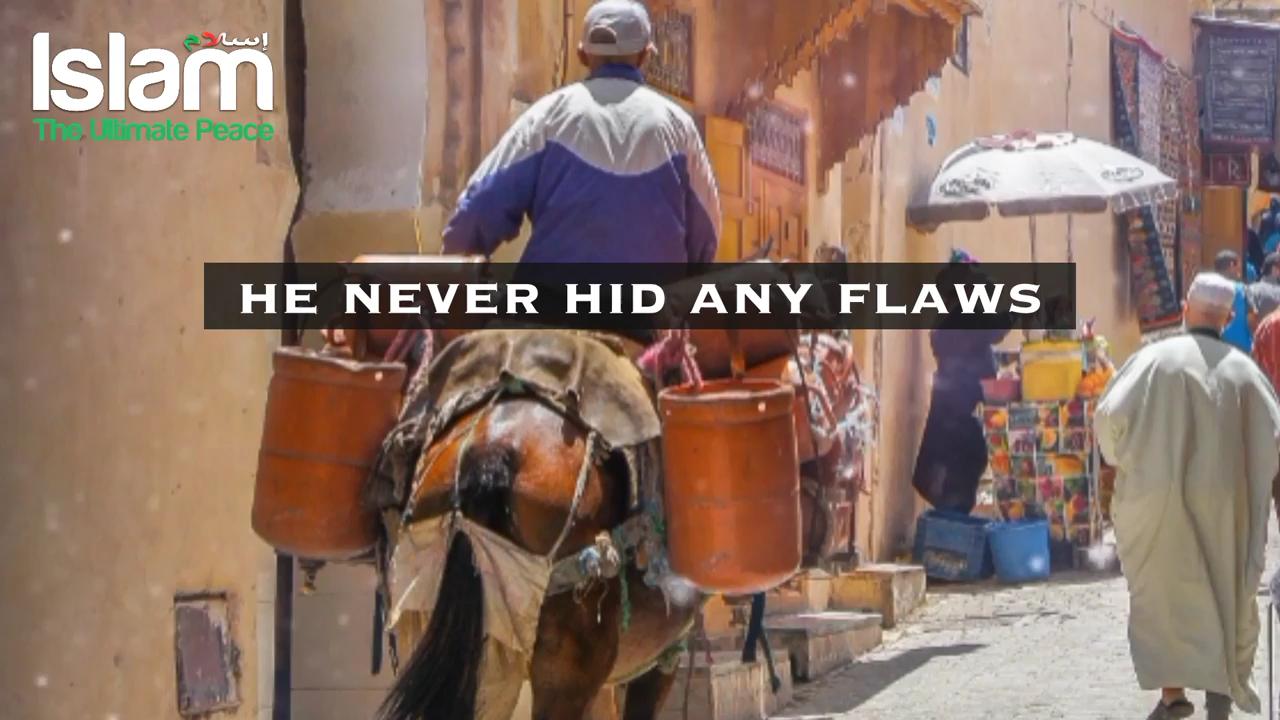 إسلام
Islam
The Ultimate Peace
HE NEVER HID ANY FLAWS